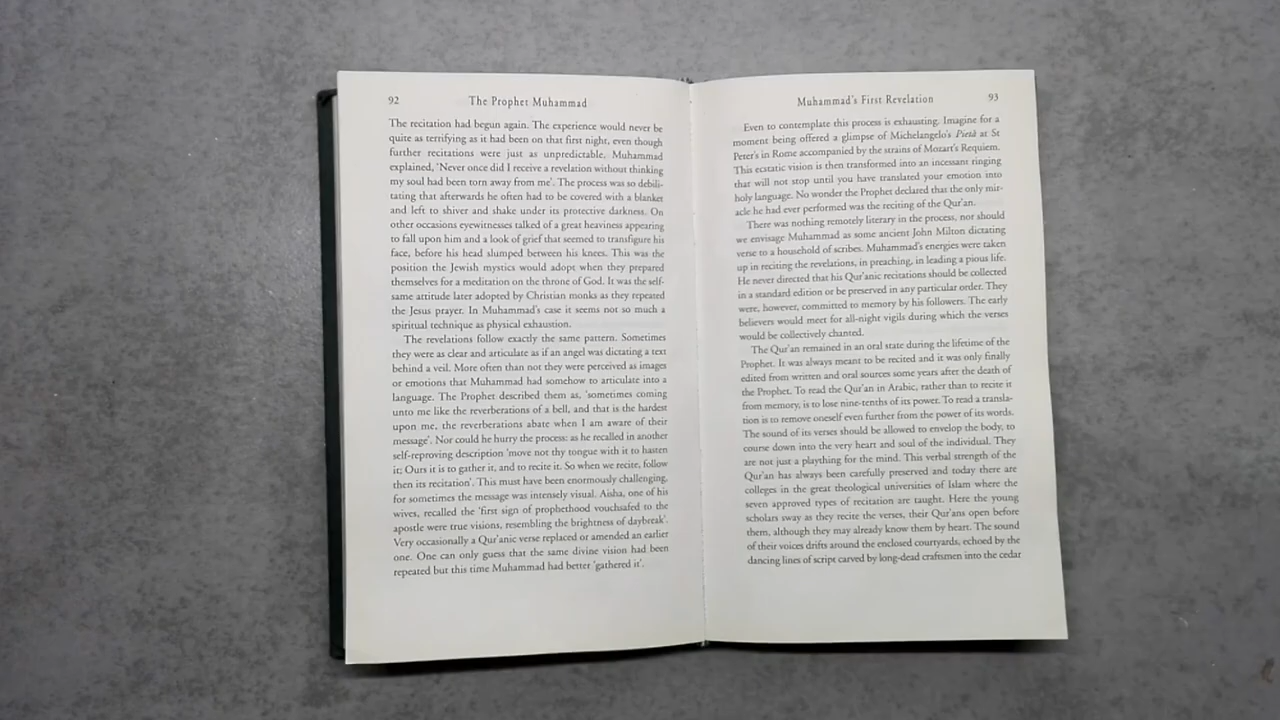 92 The Prophet Muhammad
The recitation had begun again. The experience would never be
quite as terrifying as it had been on that first night, even though
further recitations were just as unpredictable. Muhammad
explained, 'Never once did I receive a revelation without thinking
my soul had been torn away from me'. The process was so debili-
tating that afterwards he often had to be covered with a blanket
and left to shiver and shake under its protective darkness. On
other occasions eyewitnesses talked of a great heaviness appearing
to fall upon him and a look of grief that seemed to transfigure his
face, before his head slumped between his knees. This was the
position the Jewish mystics would adopt when they prepared
themselves for a meditation on the throne of God. It was the self-
same attitude later adopted by Christian monks as they repeated
the Jesus prayer. In Muhammad's case it seems not so much a
spiritual technique as physical exhaustion.
The revelations follow exactly the same pattern. Sometimes
they were as clear and articulate as if an angel was dictating a text
behind a veil. More often than not they were perceived as images
or emotions that Muhammad had somehow to articulate into a
language. The Prophet described them as, 'sometimes coming
unto me like the reverberations of a bell, and that is the hardest
upon me, the reverberations abate when I am aware of their
message'. Nor could he hurry the process: as he recalled in another
self-reproving description 'move not thy tongue with it to hasten
it; Ours it is to gather it, and to recite it. So when we recite, follow
then its recitation'. This must have been enormously challenging,
for sometimes the message was intensely visual. Aisha, one of his
wives, recalled the 'first sign of prophethood vouchsafed to the
apostle were true visions, resembling the brightness of daybreak'.
Very occasionally a Qur'anic verse replaced or amended an earlier
one. One can only guess that the same divine vision had been
repeated but this time Muhammad had better 'gathered it'.
Muhammad's First Revelation 93
Even to contemplate this process is exhausting. Imagine for a
moment being offered a glimpse of Michelangelo's Pietà at St
Peter's in Rome accompanied by the strains of Mozart's Requiem.
This ecstatic vision is then transformed into an incessant ringing
that will not stop until you have translated your emotion into
holy language. No wonder the Prophet declared that the only mir-
acle he had ever performed was the reciting of the Qur'an.
There was nothing remotely literary in the process, nor should
we envisage Muhammad as some ancient John Milton dictating
verse to a household of scribes. Muhammad's energies were taken
up in reciting the revelations, in preaching, in leading a pious life.
He never directed that his Qur'anic recitations should be collected
in a standard edition or be preserved in any particular order. They
were, however, committed to memory by his followers. The early
believers would meet for all-night vigils during which the verses
would be collectively chanted.
The Qur'an remained in an oral state during the lifetime of the
Prophet. It was always meant to be recited and it was only finally
edited from written and oral sources some years after the death of
the Prophet. To read the Qur'an in Arabic, rather than to recite it
from memory, is to lose nine-tenths of its power. To read a transla-
tion is to remove oneself even further from the power of its words.
The sound of its verses should be allowed to envelop the body, to
course down into the very heart and soul of the individual. They
are not just a plaything for the mind. This verbal strength of the
Qur'an has always been carefully preserved and today there are
colleges in the great theological universities of Islam where the
seven approved types of recitation are taught. Here the young
scholars sway as they recite the verses, their Qur'ans open before
them, although they may already know them by heart. The sound
of their voices drifts around the enclosed courtyards, echoed by the
dancing lines of script carved by long-dead craftsmen into the cedar